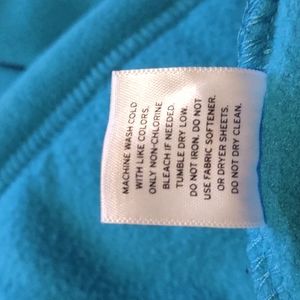 MACHINE WASH COLD
WITH LIKE COLORS.
ONLY NON-CHLORINE
BLEACH IF NEEDED.
TUMBLE DRY LOW.
DO NOT IRON. DO NOT
USE FABRIC SOFTENER.
OR DRYER SHEETS.
DO NOT DRY CLEAN.